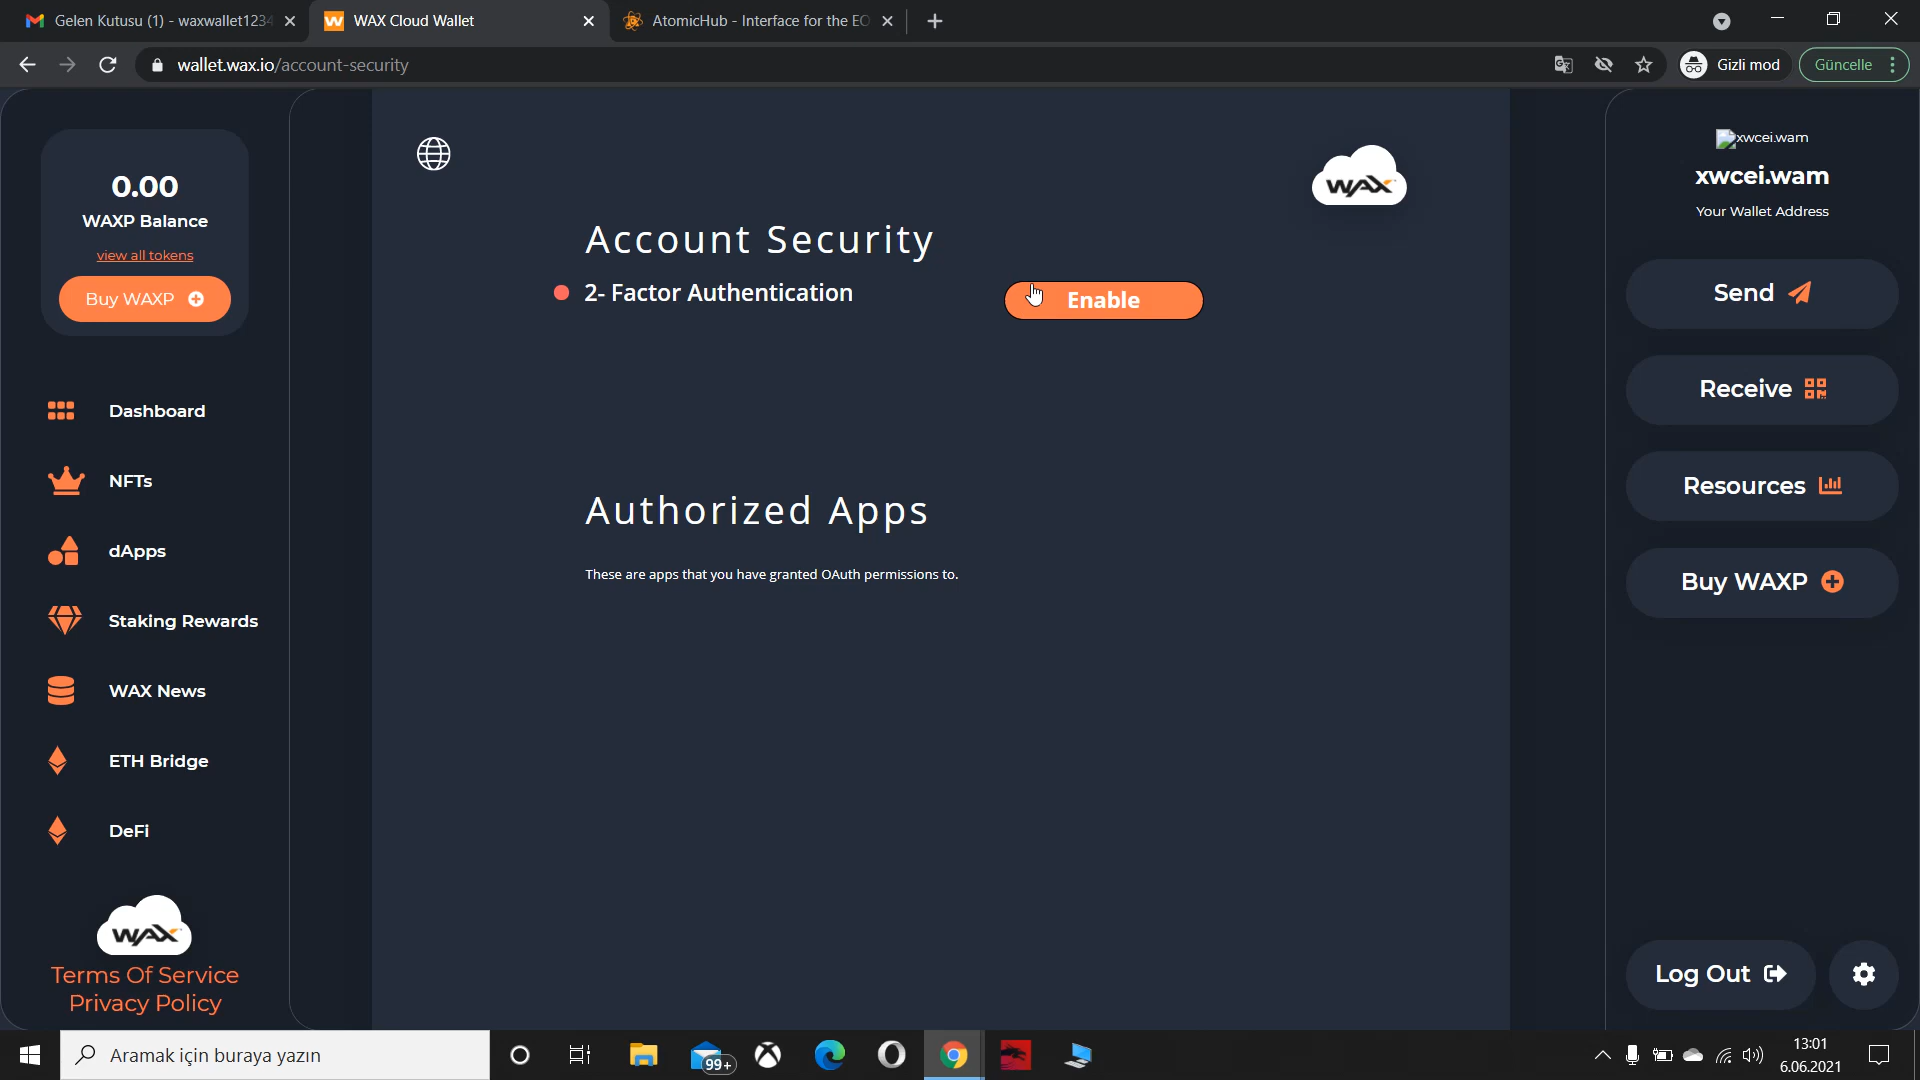 Gelen Kutusu (1) - waxwallet1234
WAX Cloud Wallet
AtomicHub - Interface for the EO
wallet.wax.io/account-security
Gizli mod
Güncelle
0.00
WAXP Balance
view all tokens
Buy WAXP
Dashboard
NFTs
dApps
Staking Rewards
WAX News
ETH Bridge
DeFi
WAX
Terms Of Service
Privacy Policy
WAX
Account Security
2- Factor Authentication
Enable
Authorized Apps
These are apps that you have granted OAuth permissions to.
xwcei.wam
xwcei.wam
Your Wallet Address
Send
Receive
Resources
Buy WAXP
Log Out
Aramak için buraya yazın
99+
13:01
6.06.2021